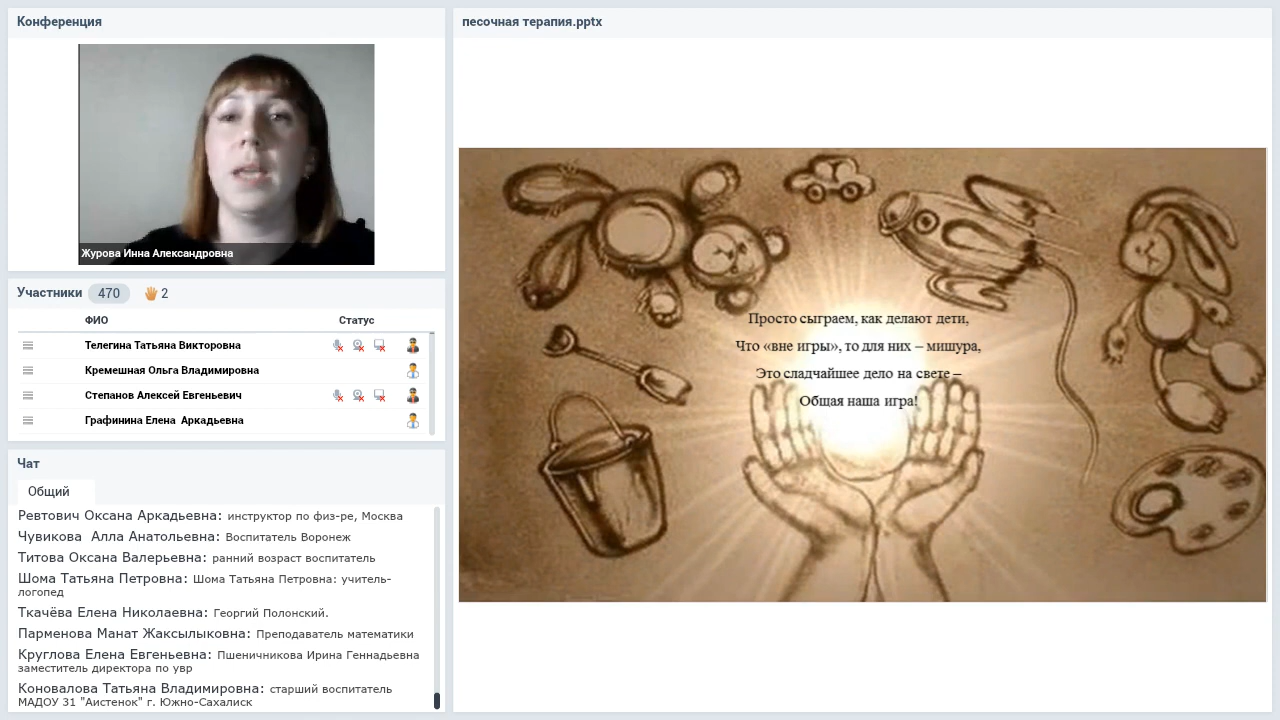 Конференция
Журова Инна Александровна
Участники 470 2
ФИО Статус
Телегина Татьяна Викторовна
Кремешная Ольга Владимировна
Степанов Алексей Евгеньевич
Графинина Елена Аркадьевна
Чат
Общий
Ревтович Оксана Аркадьевна: инструктор по физ-ре, Москва
Чувикова Алла Анатольевна: Воспитатель Воронеж
Титова Оксана Валерьевна: ранний возраст воспитатель
Шома Татьяна Петровна: Шома Татьяна Петровна: учитель-
логопед
Ткачёва Елена Николаевна: Георгий Полонский.
Парменова Манат Жаксылыковна: Преподаватель математики
Круглова Елена Евгеньевна: Пшеничникова Ирина Геннадьевна
заместитель директора по увр
Коновалова Татьяна Владимировна: старший воспитатель
МАДОУ 31 "Аистенок" г. Южно-Сахалиск
песочная терапия.pptx
Просто сыграем, как делают дети,
Что «вне игры», то для них – мишура,
Это сладчайшее дело на свете –
Общая наша игра!